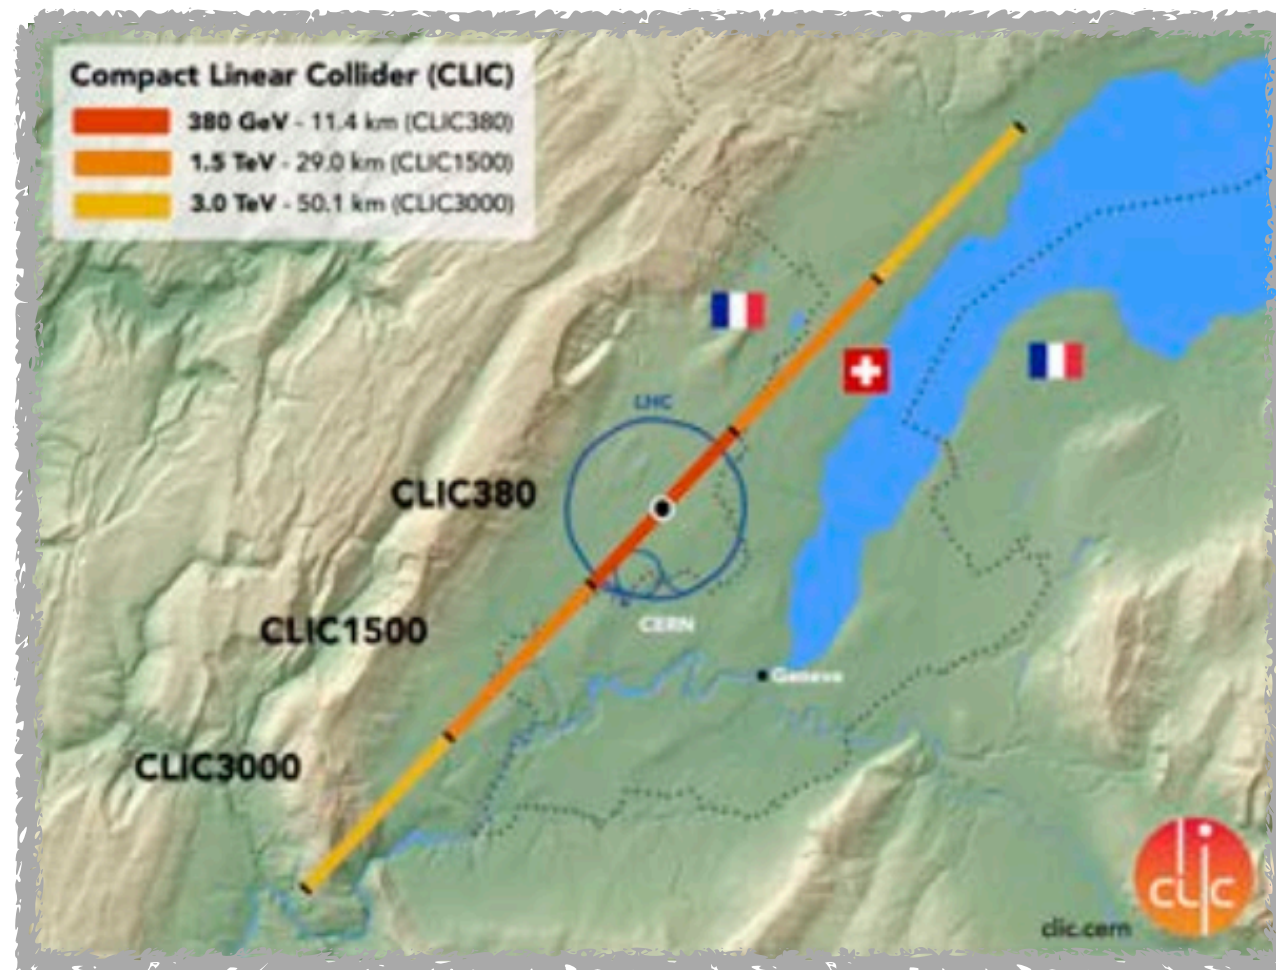 Compact Linear Collider (CLIC)
380 GeV - 11.4 km (CLIC380)
1.5 TeV - 29.0 km (CLIC1500)
3.0 TeV - 50.1 km (CLIC3000)
LHC
CLIC380
CERN
CLIC1500
Geneva
CLIC3000
clic
clic.cern